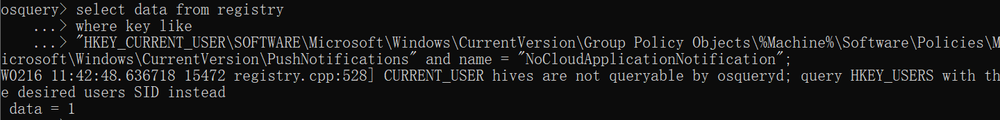 osquery> select data from registry
...> where key like
...> "HKEY_CURRENT_USER\SOFTWARE\Microsoft\Windows\CurrentVersion\Group Policy Objects\%Machine%\Software\Policies\M
icrosoft\Windows\CurrentVersion\PushNotifications" and name = "NoCloudApplicationNotification";
W0216 11:42:48.636718 15472 registry.cpp:528] CURRENT_USER hives are not queryable by osqueryd; query HKEY_USERS with th
e desired users SID instead
data = 1